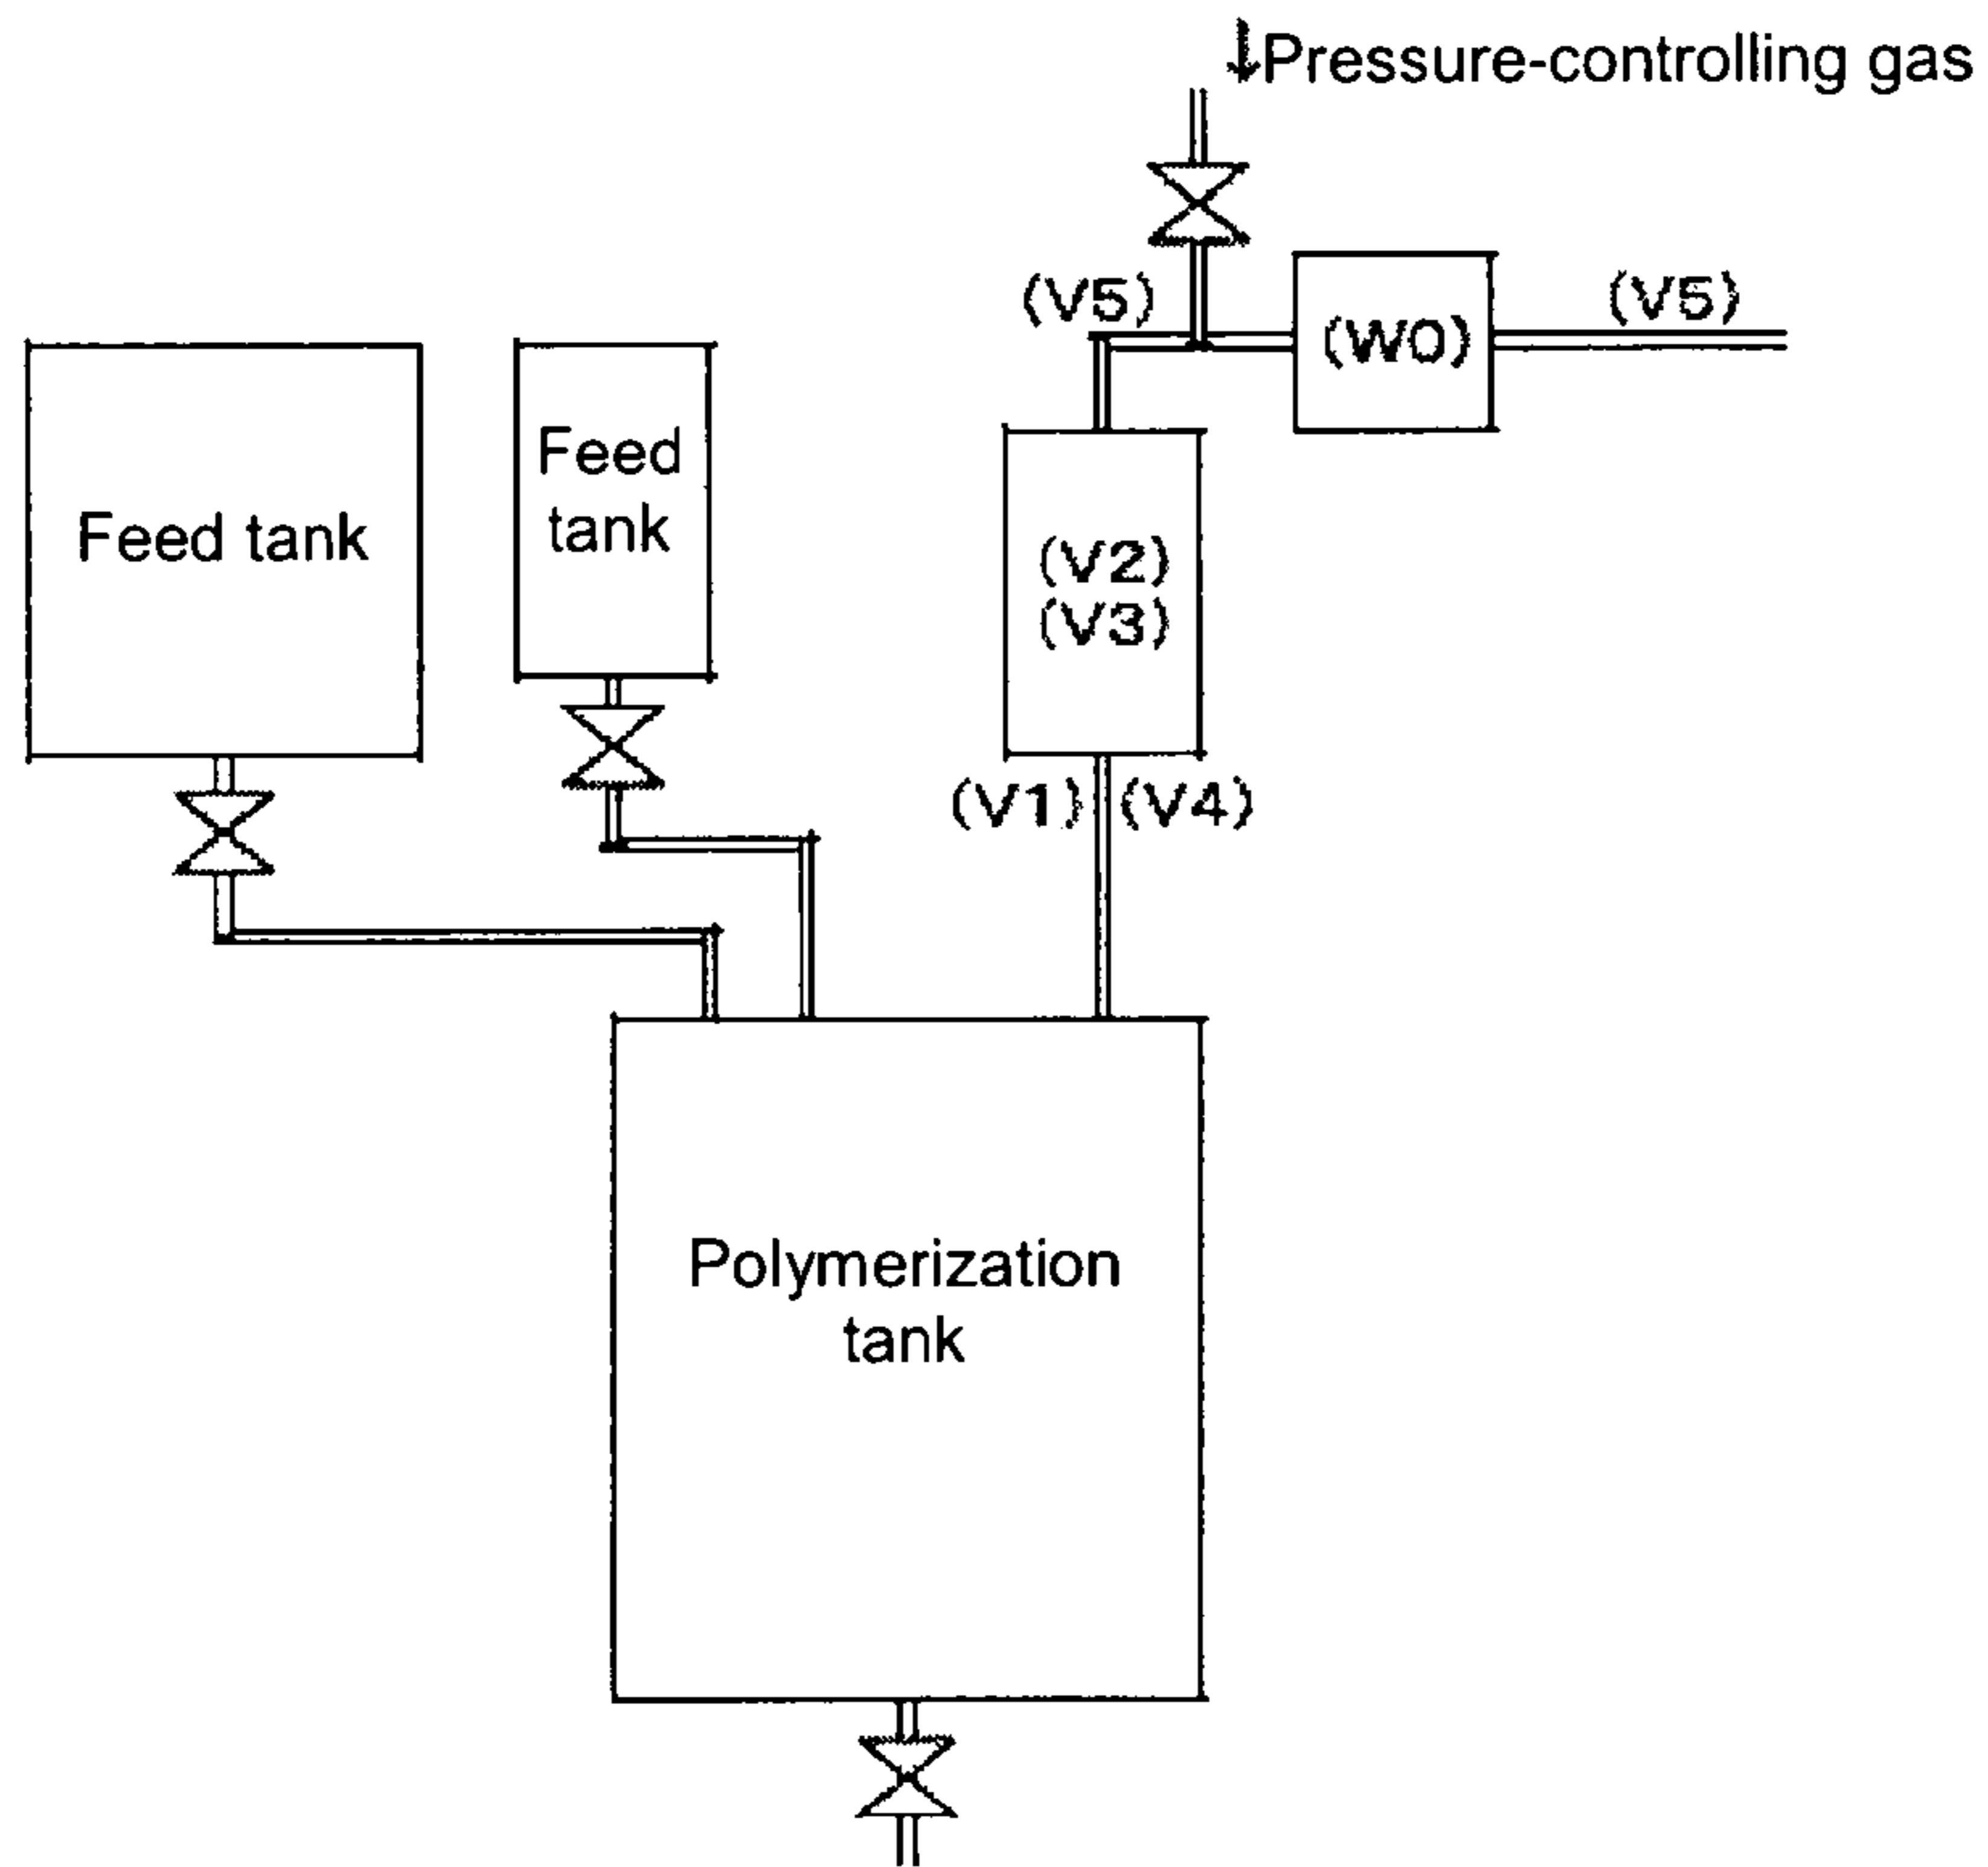 Pressure-controlling gas
(V5)
(V5)
(W0)
Feed
tank
Feed tank
(V2)
(V3)
(V1) (V4)
Polymerization
tank